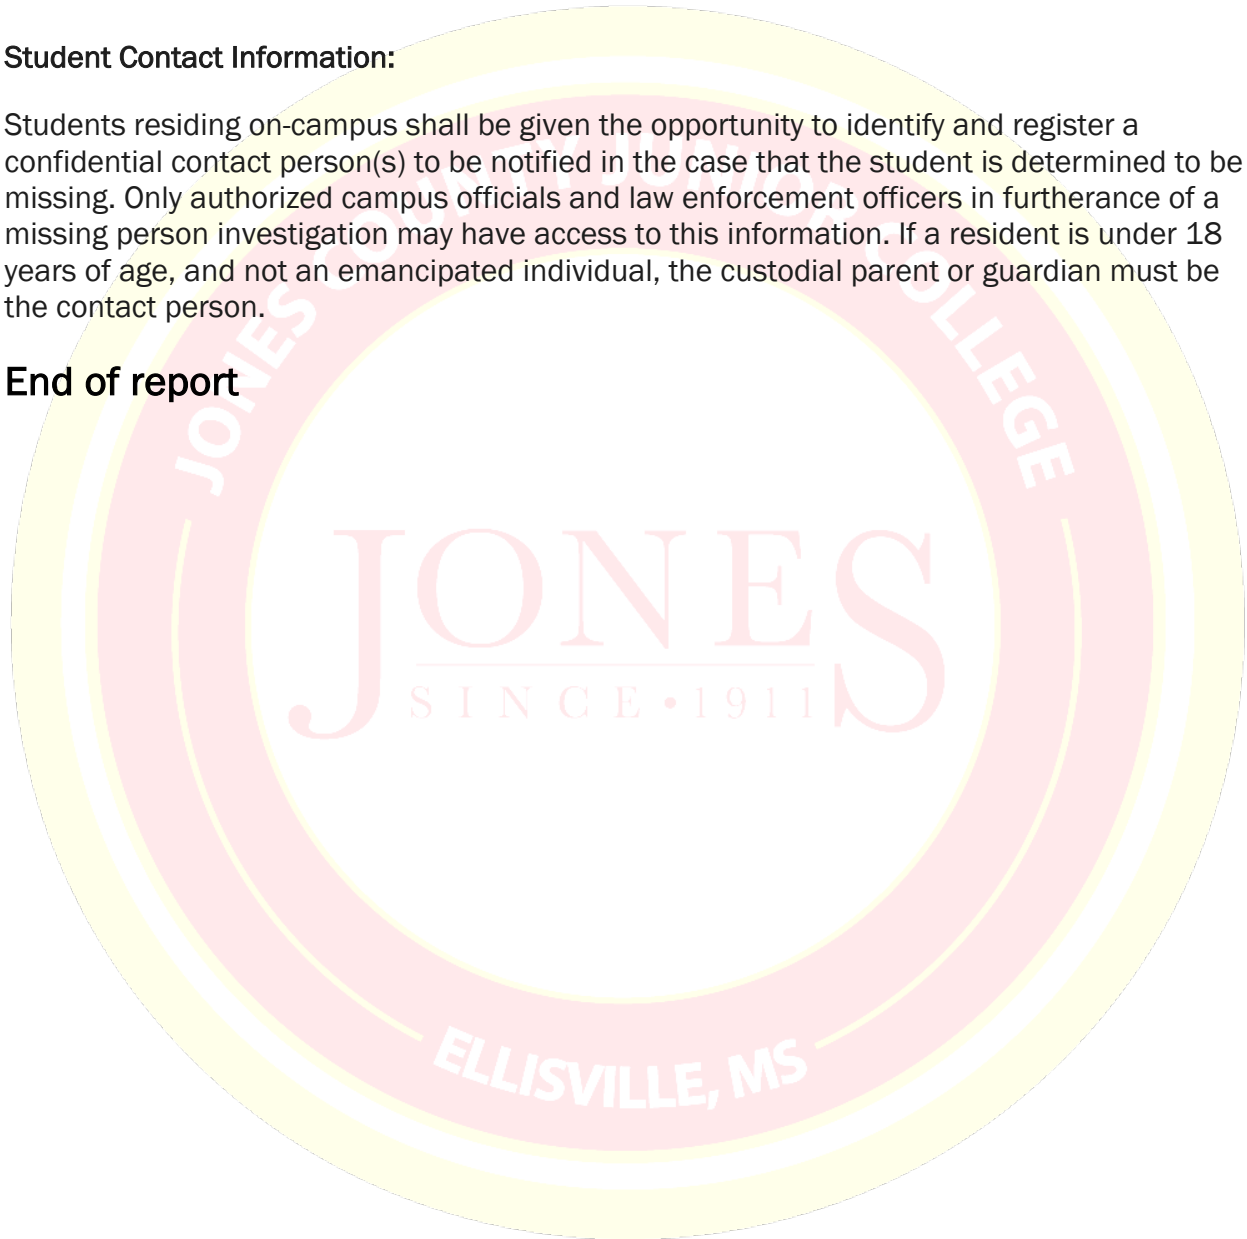 Student Contact Information:
Students residing on-campus shall be given the opportunity to identify and register a
confidential contact person(s) to be notified in the case that the student is determined to be
missing. Only authorized campus officials and law enforcement officers in furtherance of a
missing person investigation may have access to this information. If a resident is under 18
years of age, and not an emancipated individual, the custodial parent or guardian must be
the contact person.
End of report
JONES COUNTY JUNIOR COLLEGE
JONES
SINCE•1911
ELLISVILLE, MS